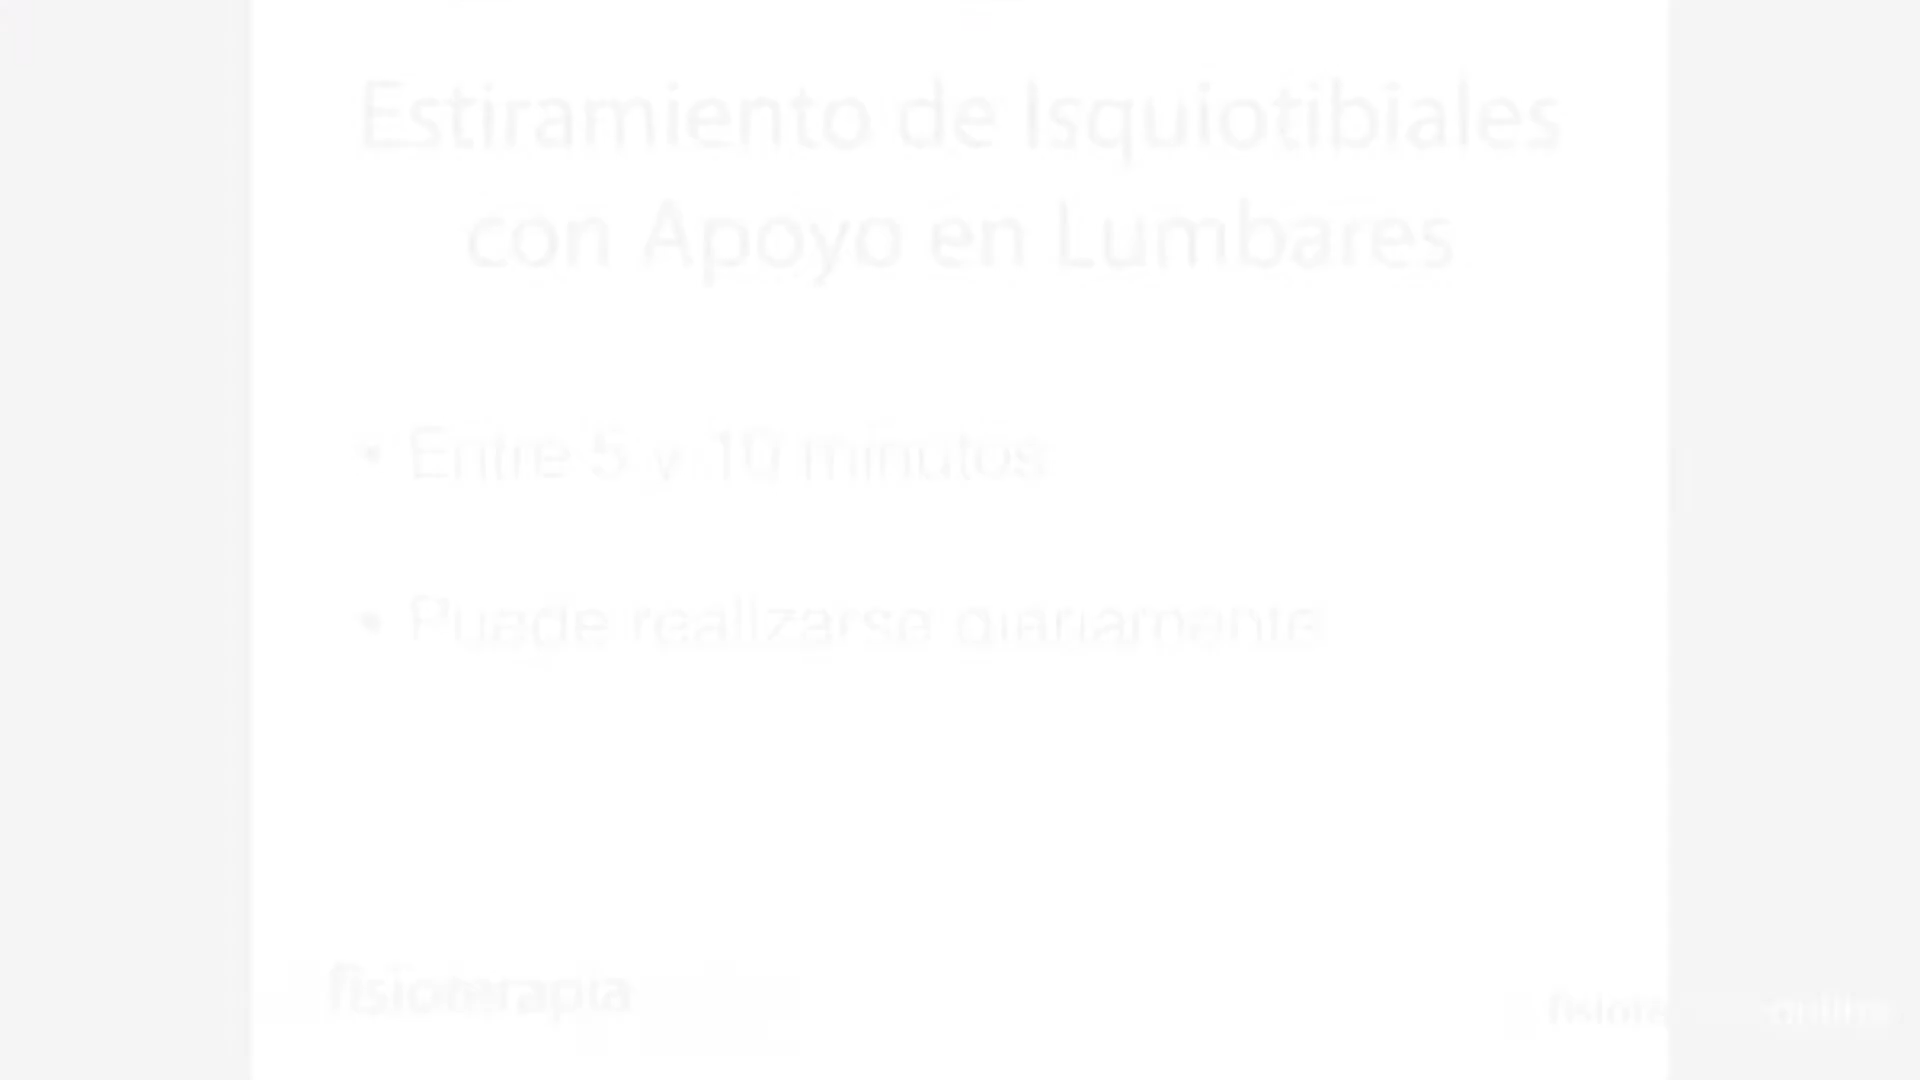 Estiramiento de Isquiotibiales
con Apoyo en Lumbares
• Entre 5 y 10 minutos
• Puede realizarse diariamente
fisioterapia